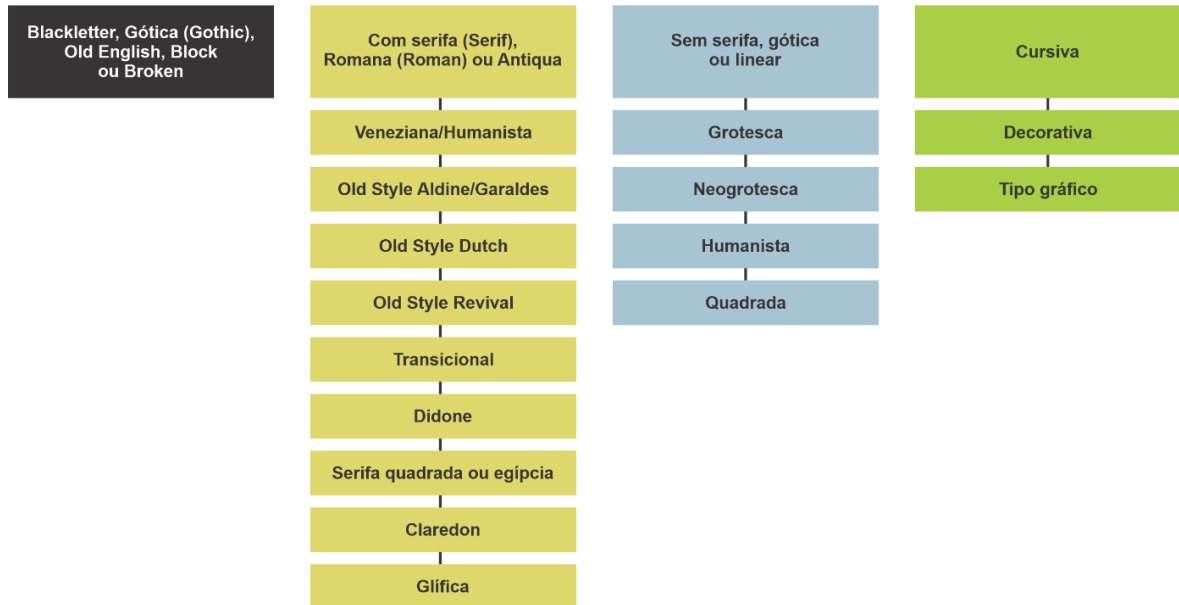 Blackletter, Gótica (Gothic),
Old English, Block
ou Broken
Com serifa (Serif),
Romana (Roman) ou Antiqua
Veneziana/Humanista
Old Style Aldine/Garaldes
Old Style Dutch
Old Style Revival
Transicional
Didone
Serifa quadrada ou egípcia
Claredon
Glífica
Sem serifa, gótica
ou linear
Grotesca
Neogrotesca
Humanista
Quadrada
Cursiva
Decorativa
Tipo gráfico